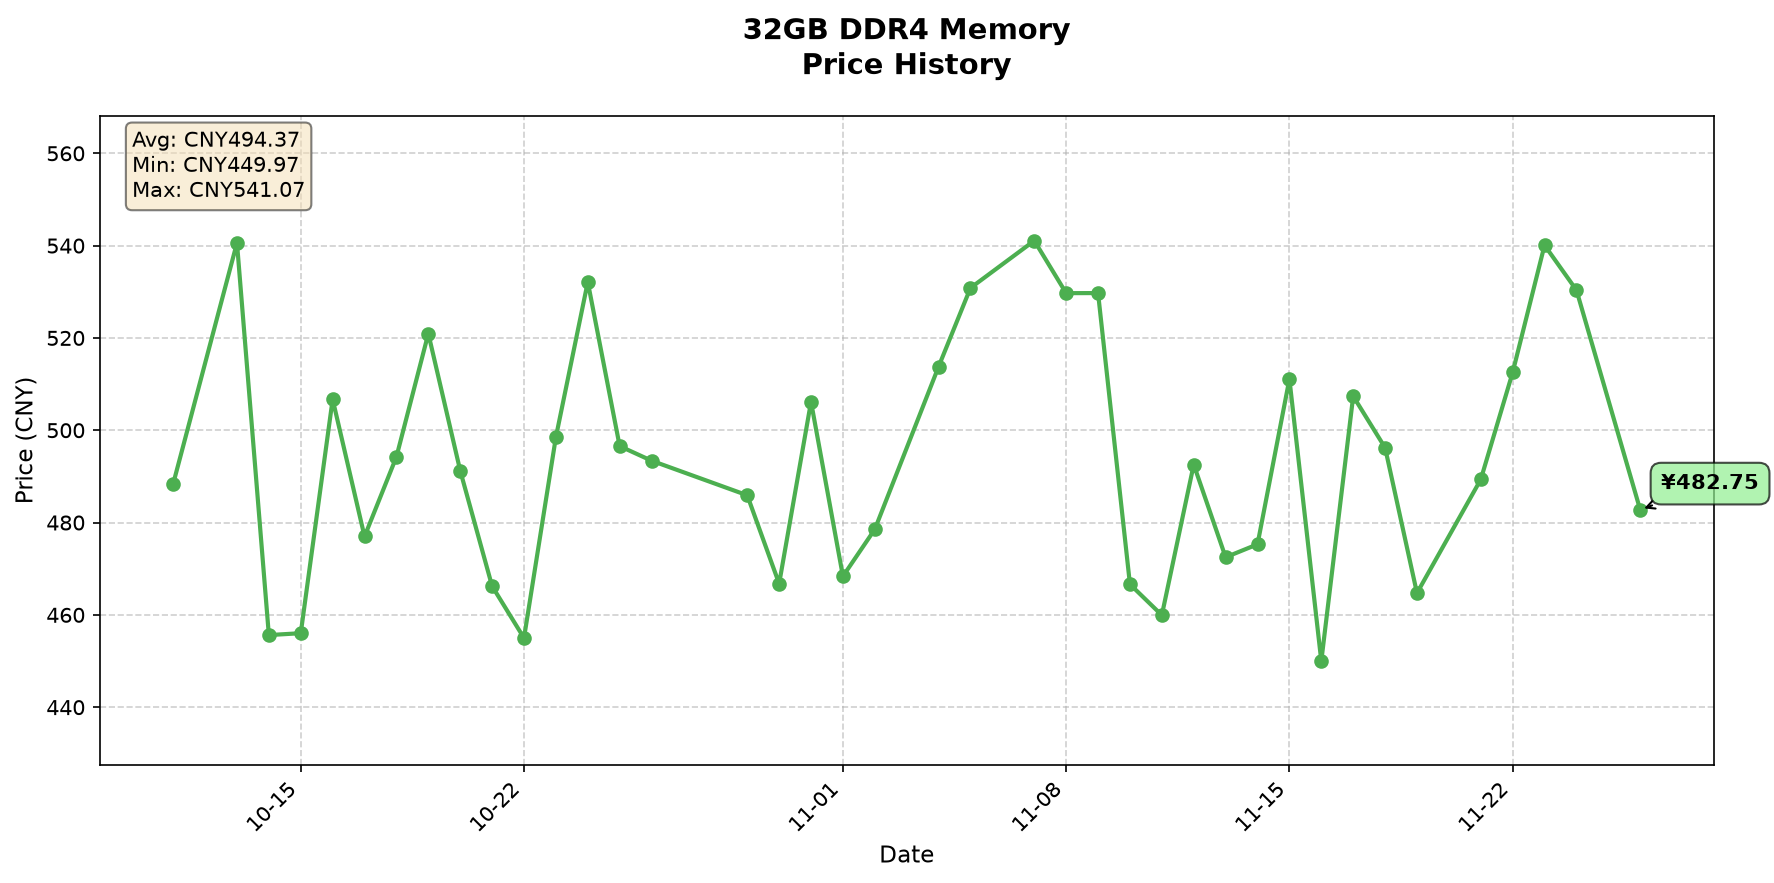 32GB DDR4 Memory
Price History
Avg: CNY494.37
Min: CNY449.97
Max: CNY541.07
560
540
520
500
480
460
440
Price (CNY)
¥482.75
10-15
10-22
11-01
11-08
11-15
11-22
Date